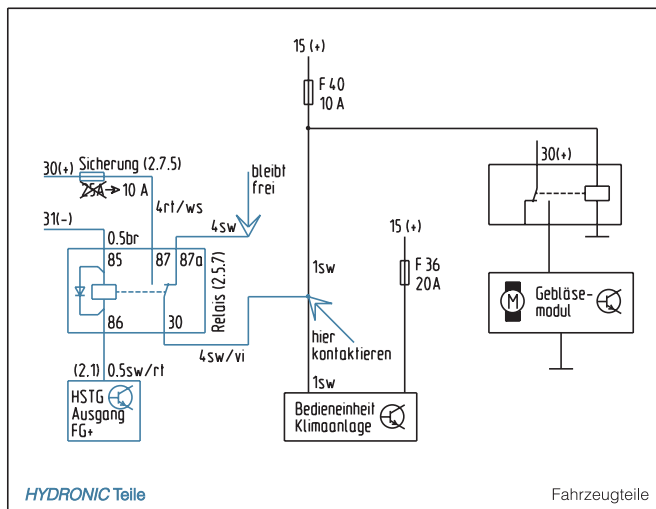 15 (+)
F 40
10 A
30(+)
Sicherung (2.7.5)
25A → 10 A
bleibt
frei
30(+)
4rt/ws
31(-)
4sw
15 (+)
0.5br
85
87
87a
1sw
F 36
20A
Relais (2.5.7)
M
Gebläse-
modul
86
30
4sw/vi
hier
kontaktieren
(2.1)
0.5sw/rt
1sw
HSTG
Ausgang
FG+
Bedieneinheit
Klimaanlage
HYDRONIC Teile
Fahrzeugteile